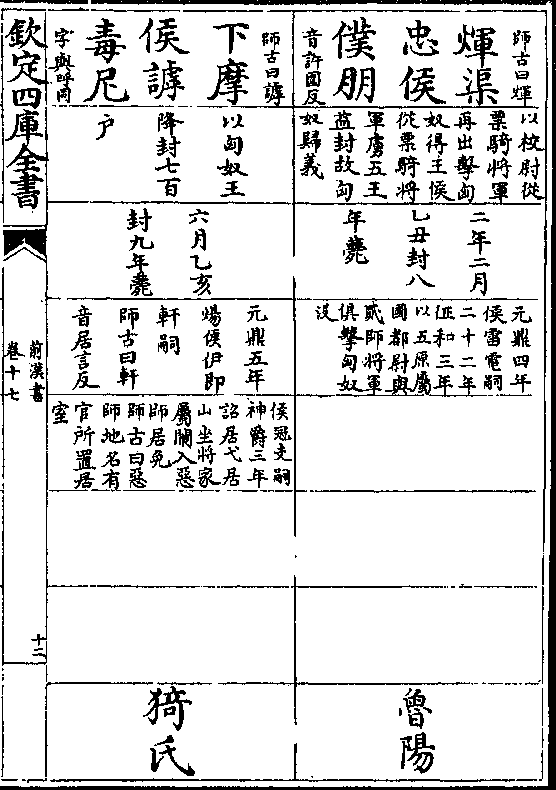 師古曰煇
煇渠
忠侯
僕朋
音許圍反
以校尉從
票騎將軍
再出擊匈
奴得王侯
從票騎將
軍虜五王
益封故匈
奴歸義
二年二月
乙丑封八
年薨
元鼎四年
侯雷電嗣
二十二年
征和三年
以五原屬
國都尉與
貳師將軍
俱擊匈奴
没
魯陽
師古曰謼
下摩
侯謼
毒尼
字與呼同
以匈奴王
降封七百
户
六月乙亥
封九年薨
元鼎五年
煬侯伊即
軒嗣
師古曰軒
音居言反
侯冠支嗣
神爵三年
詔居弋居
山坐將家
屬闌入惡
師居免
師古曰惡
師地名有
官所置居
室
猗氏
欽定四庫全書
前漢書
卷十七
十二